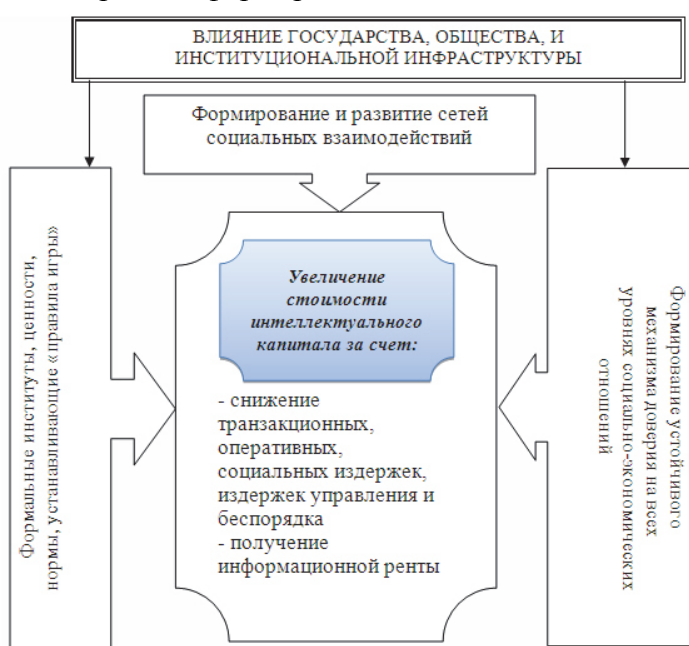 ВЛИЯНИЕ ГОСУДАРСТВА, ОБЩЕСТВА, И
ИНСТИТУЦИОНАЛЬНОЙ ИНФРАСТРУКТУРЫ
Формирование и развитие сетей
социальных взаимодействий
Формальные институты, ценности,
нормы, устанавливающие «правила игры»
Увеличение
стоимости
интеллектуального
капитала за счет:
- снижение
транзакционных,
оперативных,
социальных издержек,
издержек управления и
беспорядка
- получение
информационной ренты
Формирование устойчивого
механизма доверия на всех
уровнях социально-экономических
отношений